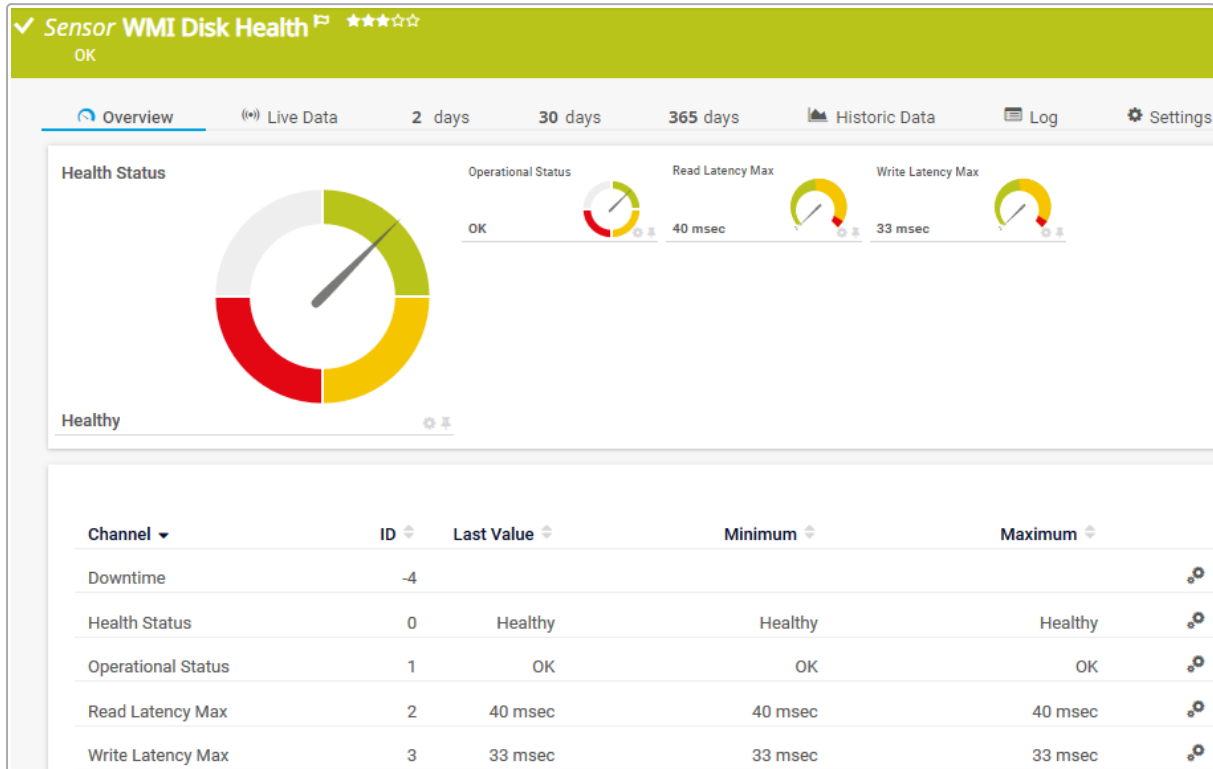 Sensor WMI Disk Health
OK
Overview Live Data 2 days 30 days 365 days Historic Data Log Settings
Health Status
Healthy
Operational Status
OK
Read Latency Max
40 msec
Write Latency Max
33 msec
Channel ID Last Value Minimum Maximum
Downtime -4
Health Status 0 Healthy Healthy Healthy
Operational Status 1 OK OK OK
Read Latency Max 2 40 msec 40 msec 40 msec
Write Latency Max 3 33 msec 33 msec 33 msec